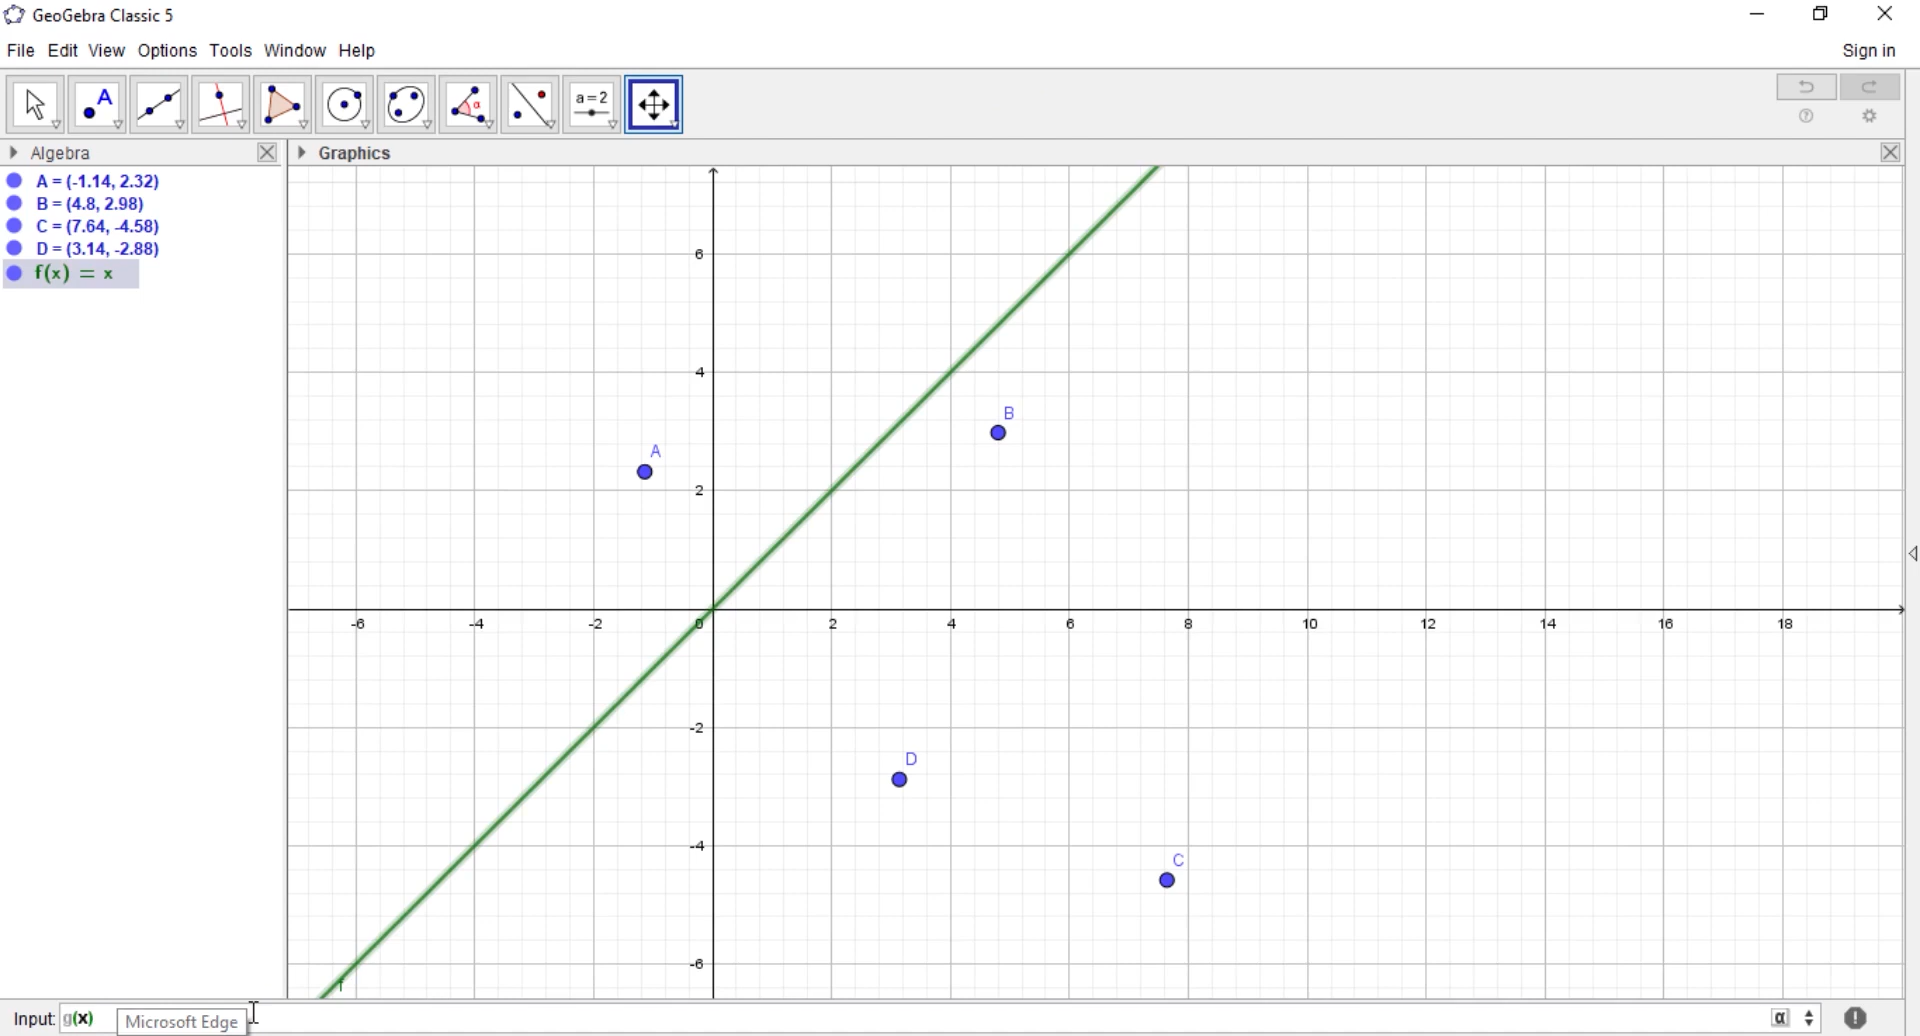 GeoGebra Classic 5
File Edit View Options Tools Window Help
Sign in
A
α
a=2
Algebra
Graphics
A = (-1.14, 2.32)
B = (4.8, 2.98)
C = (7.64, -4.58)
D = (3.14, -2.88)
f(x) = x
6
4
B
A
2
-6 -4 -2 0 2 4 6 8 10 12 14 16 18
-2
D
-4
C
-6
f
Input: g(x)
Microsoft Edge
α